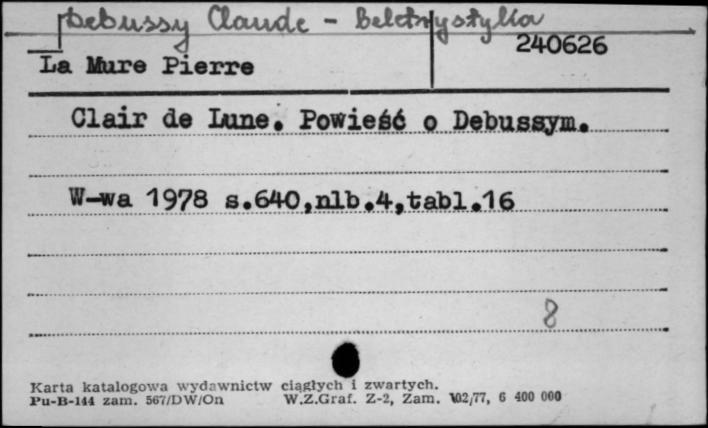 Debussy Claude - Beletrystyka
240626
La Mure Pierre
Clair de Lune. Powieść o Debussym.
W-wa 1978 s.640,nlb.4,tabl.16
8
Karta katalogowa wydawnictw ciągłych i zwartych.
Pu-B-144 zam. 567/DW/On W.Z.Graf. Z-2, Zam. 102/77, 6 400 000